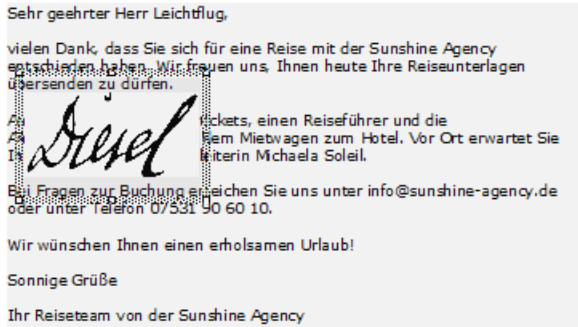 Sehr geehrter Herr Leichtflug,
vielen Dank, dass Sie sich für eine Reise mit der Sunshine Agency
entschieden haben. Wir freuen uns, Ihnen heute Ihre Reiseunterlagen
übersenden zu dürfen.
tickets, einen Reiseführer und die
dem Mietwagen zum Hotel. Vor Ort erwartet Sie
Diesel
leiterin Michaela Soleil.
Bei Fragen zur Buchung erreichen Sie uns unter info@sunshine-agency.de
oder unter Telefon 07531 90 60 10.
Wir wünschen Ihnen einen erholsamen Urlaub!
Sonnige Grüße
Ihr Reiseteam von der Sunshine Agency